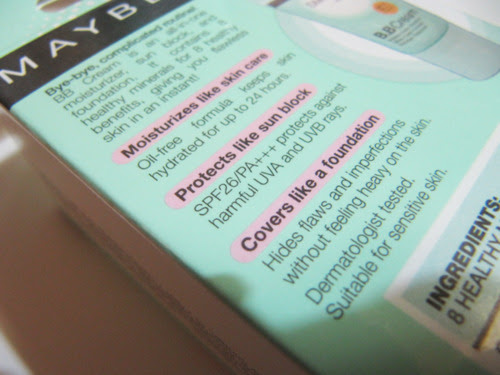 MAYBE
B.B.Cream
Bye-bye, complicated routine!
BB Cream is an all-in-one
moisturizer, sun block, and
foundation. It contains 8
healthy minerals for 8 healthy
benefits, giving you flawless
skin in an instant!
Moisturizes like skin care
Oil-free formula keeps skin
hydrated for up to 24 hours.
Protects like sun block
SPF26/PA+++ protects against
harmful UVA and UVB rays.
Covers like a foundation
Hides flaws and imperfections
without feeling heavy on the skin.
Dermatologist tested.
Suitable for sensitive skin.
INGREDIENTS:
8 HEALTHY